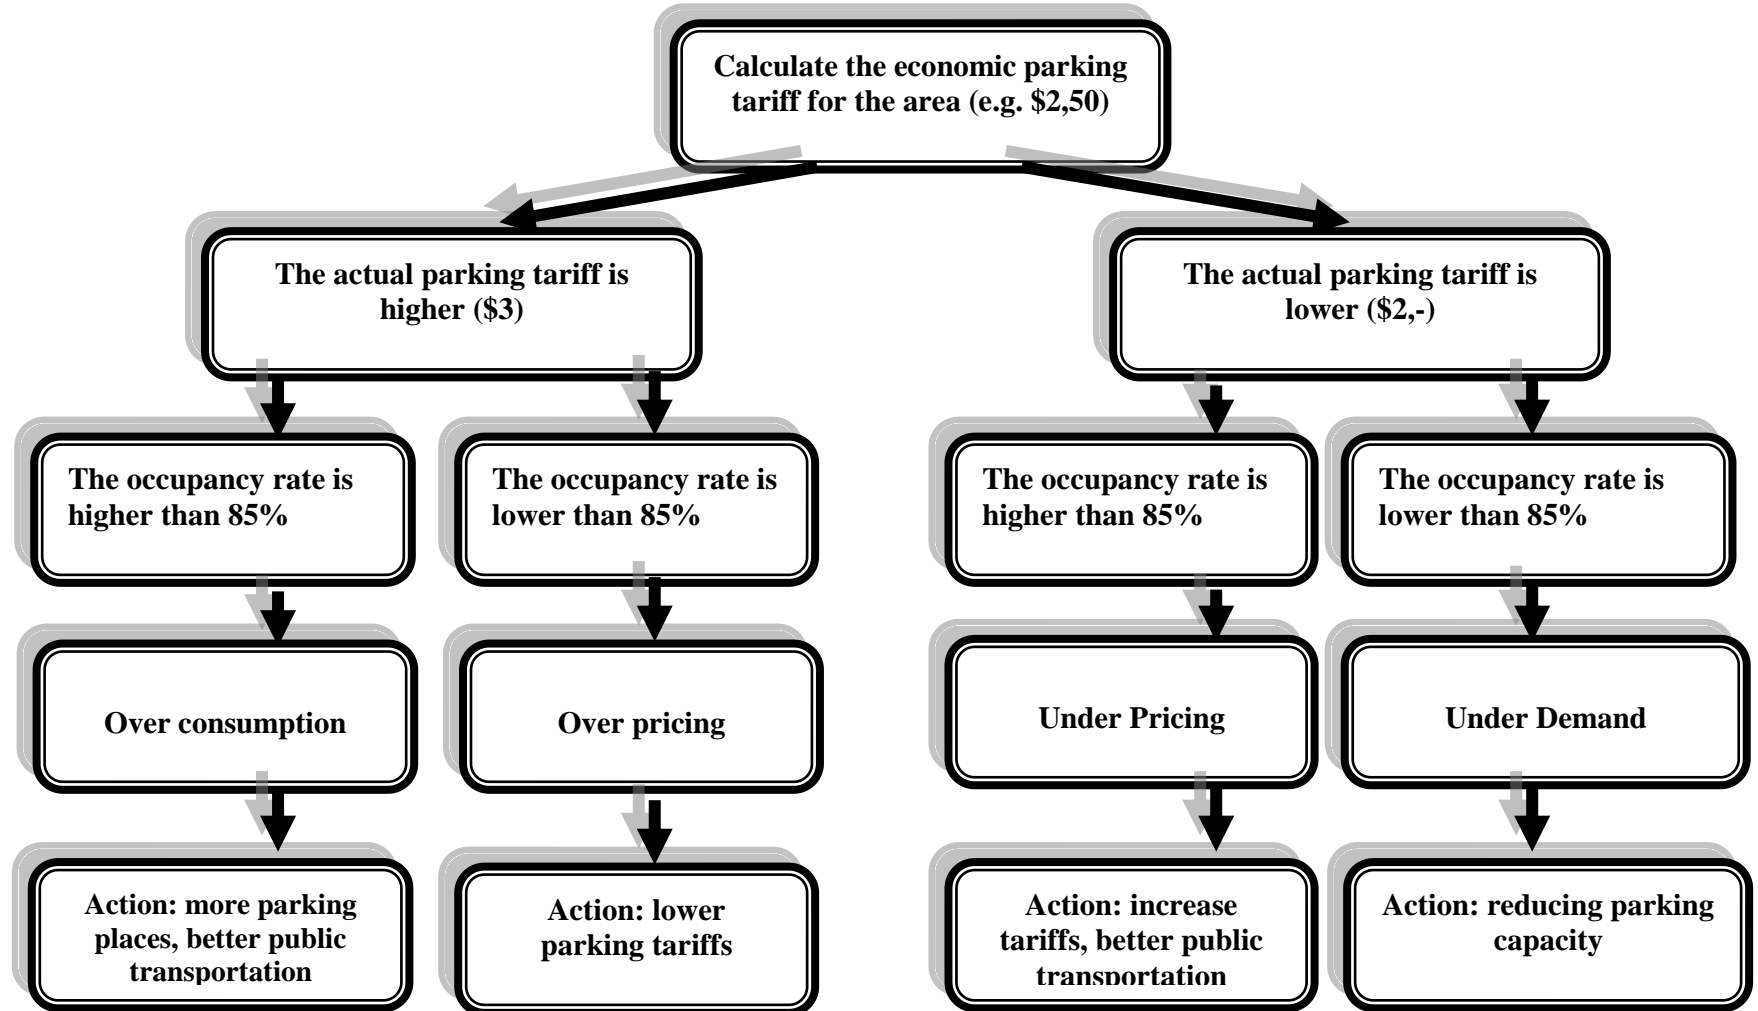 Calculate the economic parking
tariff for the area (e.g. $2,50)
The actual parking tariff is
higher ($3)
The actual parking tariff is
lower ($2,-)
The occupancy rate is
higher than 85%
The occupancy rate is
lower than 85%
The occupancy rate is
higher than 85%
The occupancy rate is
lower than 85%
Over consumption
Over pricing
Under Pricing
Under Demand
Action: more parking
places, better public
transportation
Action: lower
parking tariffs
Action: increase
tariffs, better public
transportation
Action: reducing parking
capacity